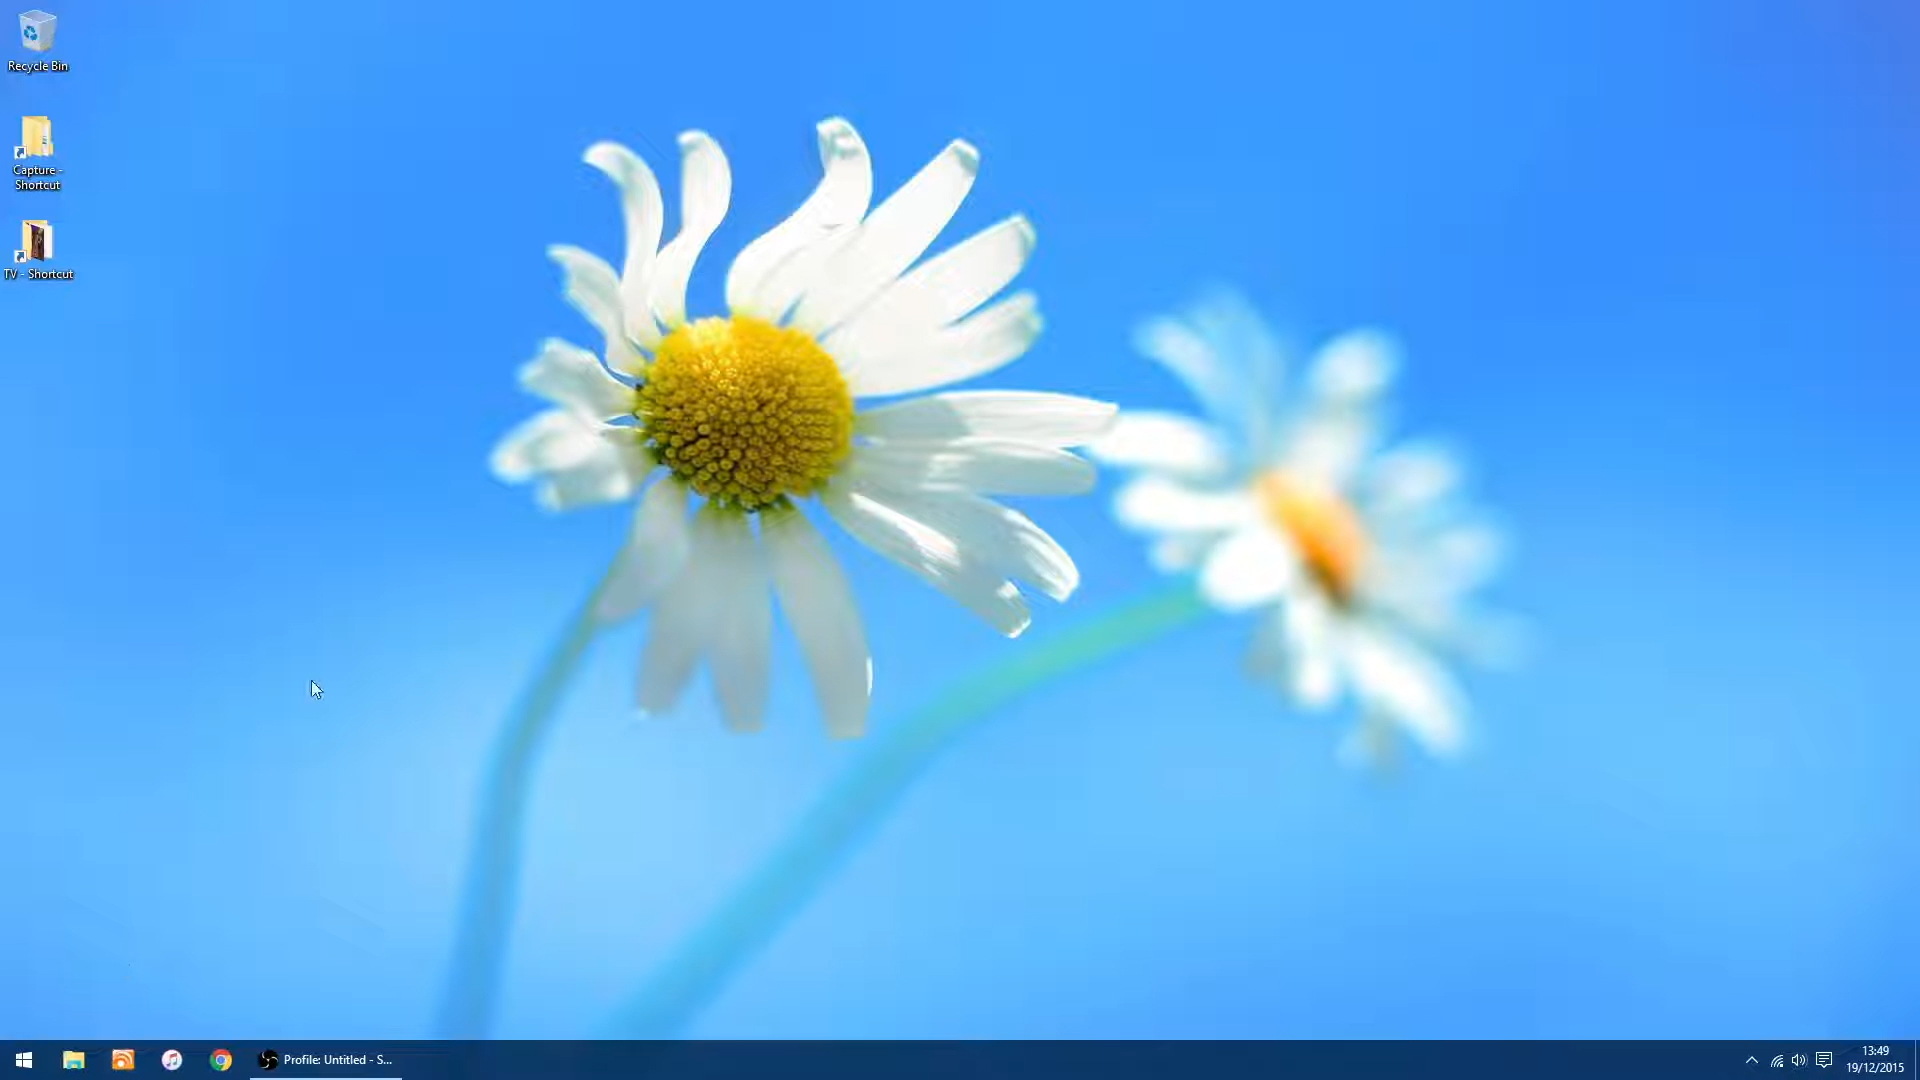 Recycle Bin
Capture -
Shortcut
TV - Shortcut
Profile: Untitled - S...
13:49
19/12/2015